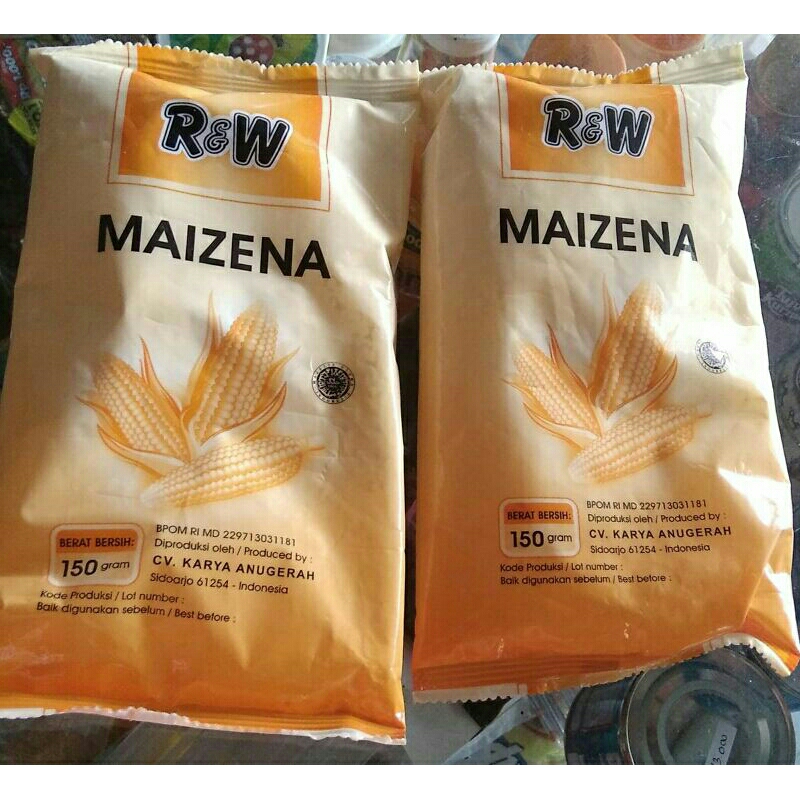 R&W
MAIZENA
BERAT BERSIH:
150 gram
BPOM RI MD 229713031181
Diproduksi oleh / Produced by :
CV. KARYA ANUGERAH
Sidoarjo 61254 - Indonesia
Kode Produksi / Lot number :
Baik digunakan sebelum / Best before :
R&W
MAIZENA
BERAT BERSIH:
150 gram
BPOM RI MD 229713031181
Diproduksi oleh / Produced by :
CV. KARYA ANUGERAH
Sidoarjo 61254 - Indonesia
Kode Produksi / Lot number :
Baik digunakan sebelum / Best before :